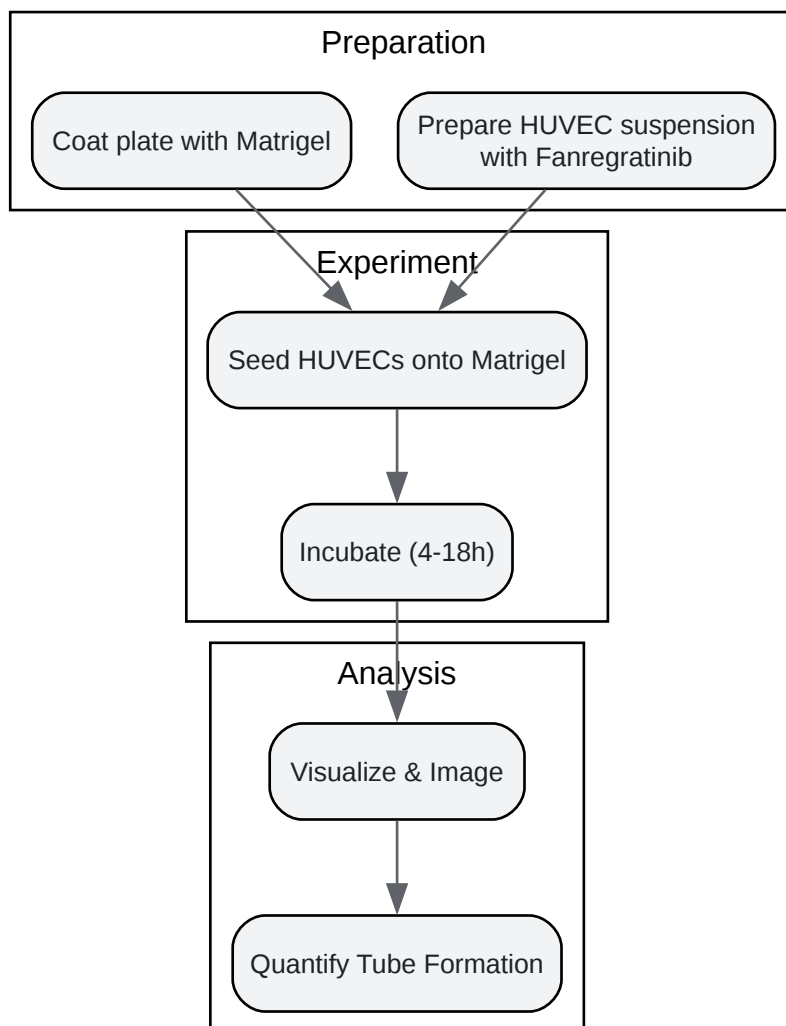 Preparation
Coat plate with Matrigel
Prepare HUVEC suspension
with Fanregratinib
Experiment
Seed HUVECs onto Matrigel
Incubate (4-18h)
Analysis
Visualize & Image
Quantify Tube Formation